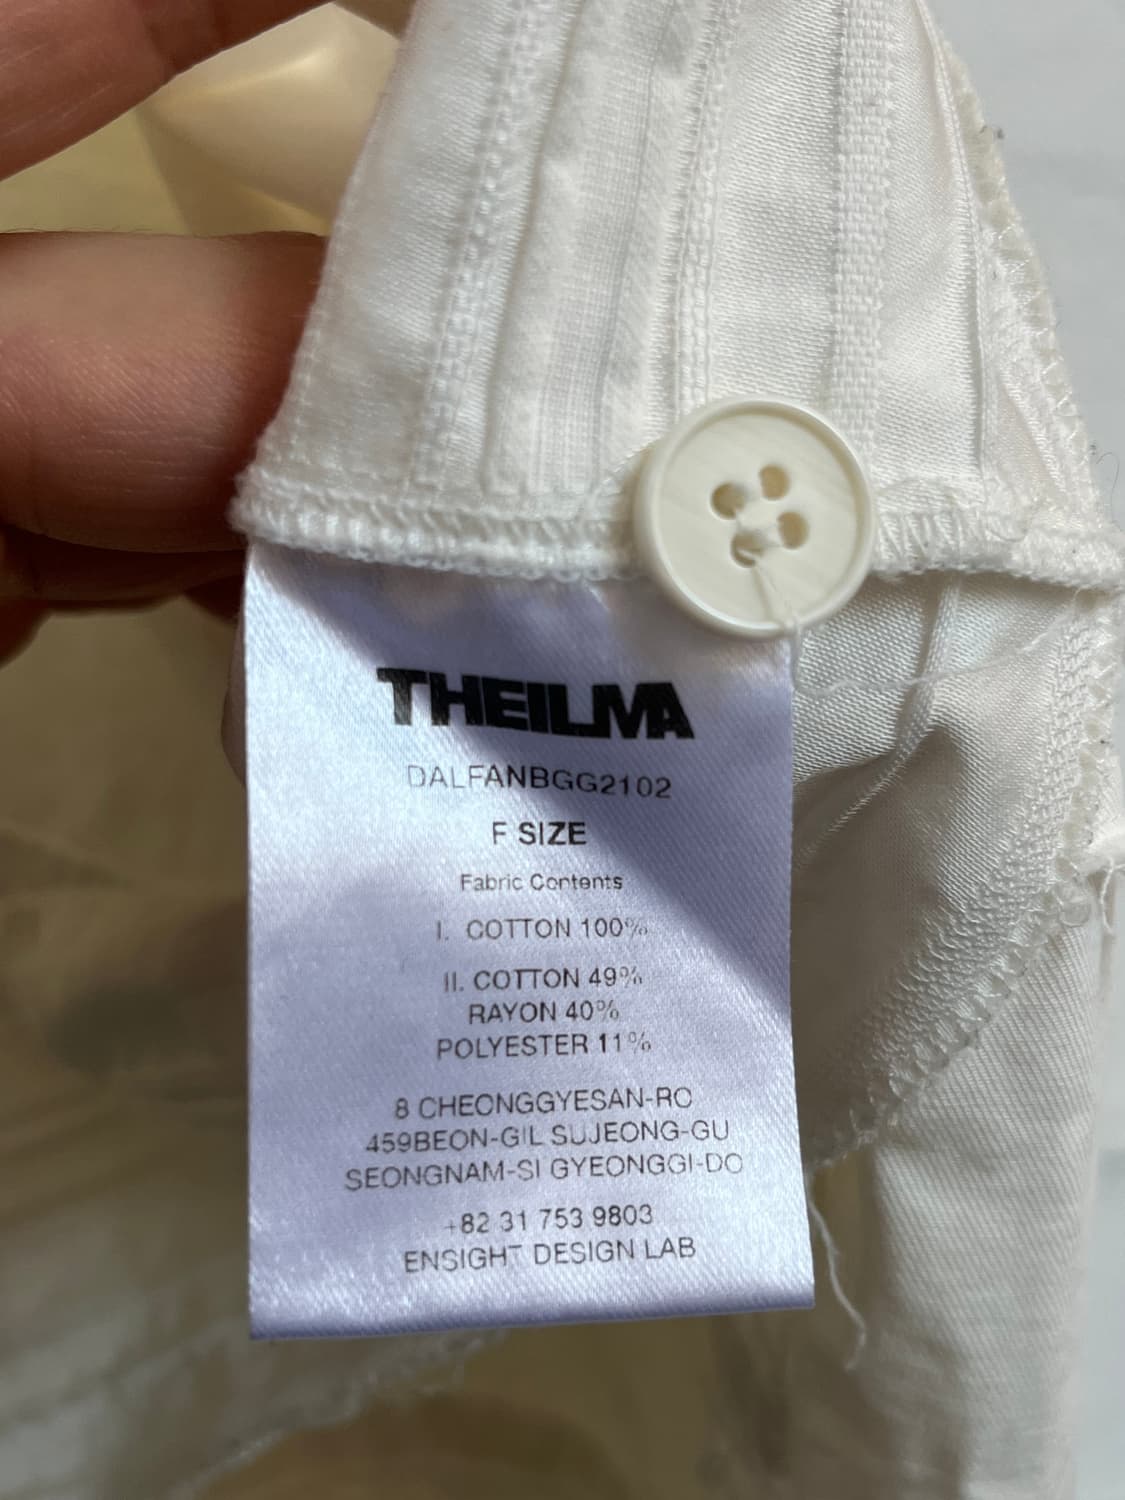 THEILMA
DALFANBGG2102
F SIZE
Fabric Contents
I. COTTON 100%
II. COTTON 49%
RAYON 40%
POLYESTER 11%
8 CHEONGGYESAN-RO
459BEON-GIL SUJEONG-GU
SEONGNAM-SI GYEONGGI-DO
+82 31 753 9803
ENSIGHT DESIGN LAB